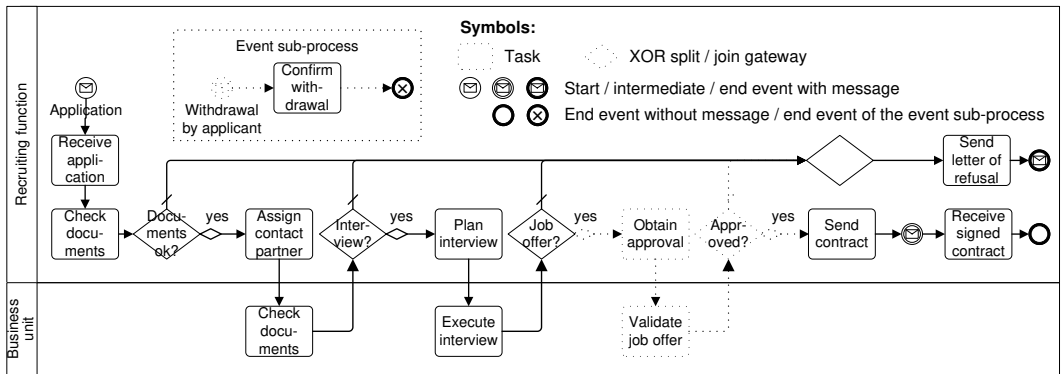 Symbols:
Task
XOR split / join gateway
Start / intermediate / end event with message
End event without message / end event of the event sub-process
Event sub-process
Confirm
with-
drawal
Withdrawal
by applicant
Recruiting function
Application
Receive
appli-
cation
Check
docu-
ments
Docu-
ments
ok?
yes
Assign
contact
partner
Inter-
view?
yes
Plan
interview
Job
offer?
yes
Obtain
approval
Appr-
oved?
yes
Send
contract
Receive
signed
contract
Send
letter of
refusal
Business
unit
Check
docu-
ments
Execute
interview
Validate
job offer